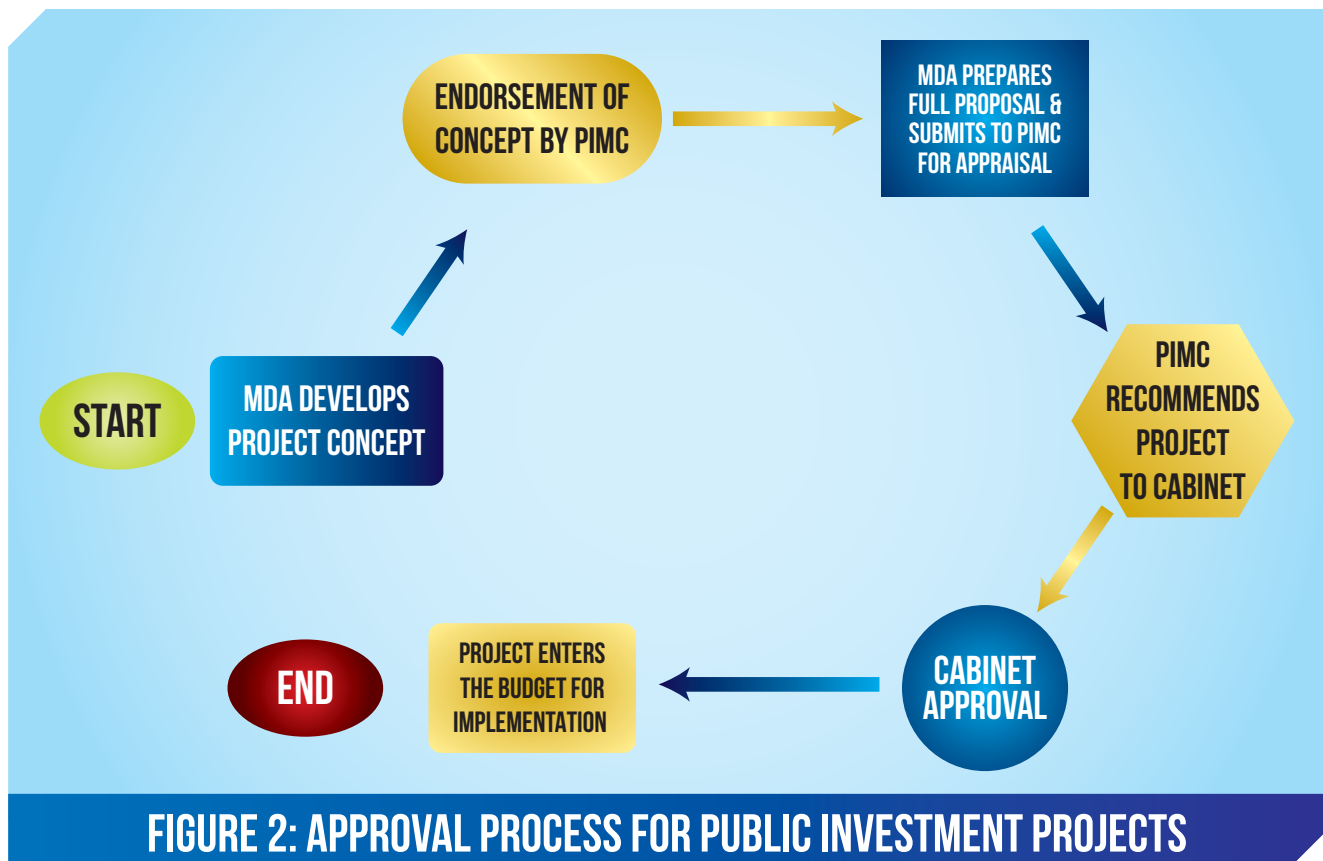 START
MDA DEVELOPS
PROJECT CONCEPT
ENDORSEMENT OF
CONCEPT BY PIMC
MDA PREPARES
FULL PROPOSAL &
SUBMITS TO PIMC
FOR APPRAISAL
PIMC
RECOMMENDS
PROJECT
TO CABINET
CABINET
APPROVAL
PROJECT ENTERS
THE BUDGET FOR
IMPLEMENTATION
END
FIGURE 2: APPROVAL PROCESS FOR PUBLIC INVESTMENT PROJECTS